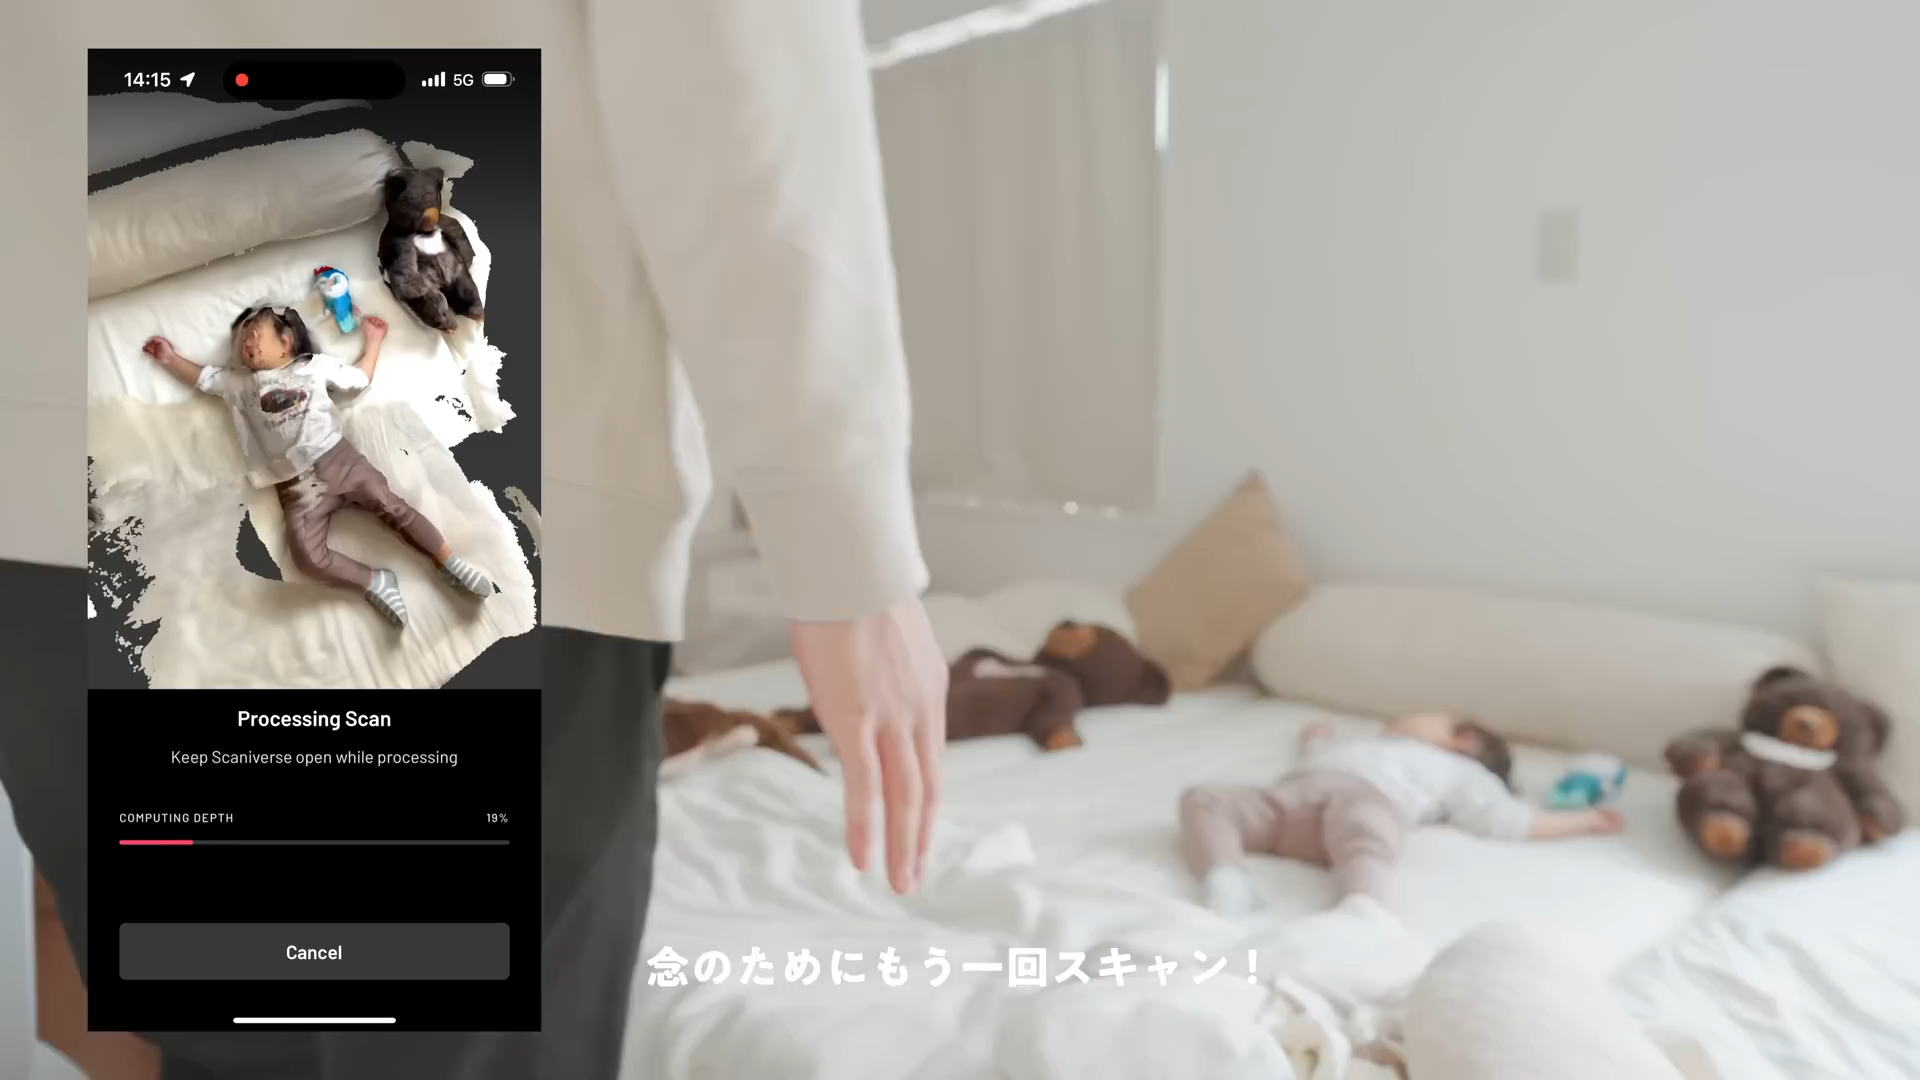 14:15
5G
Processing Scan
Keep Scaniverse open while processing
COMPUTING DEPTH 19%
Cancel
念のためにもう一回スキャン！